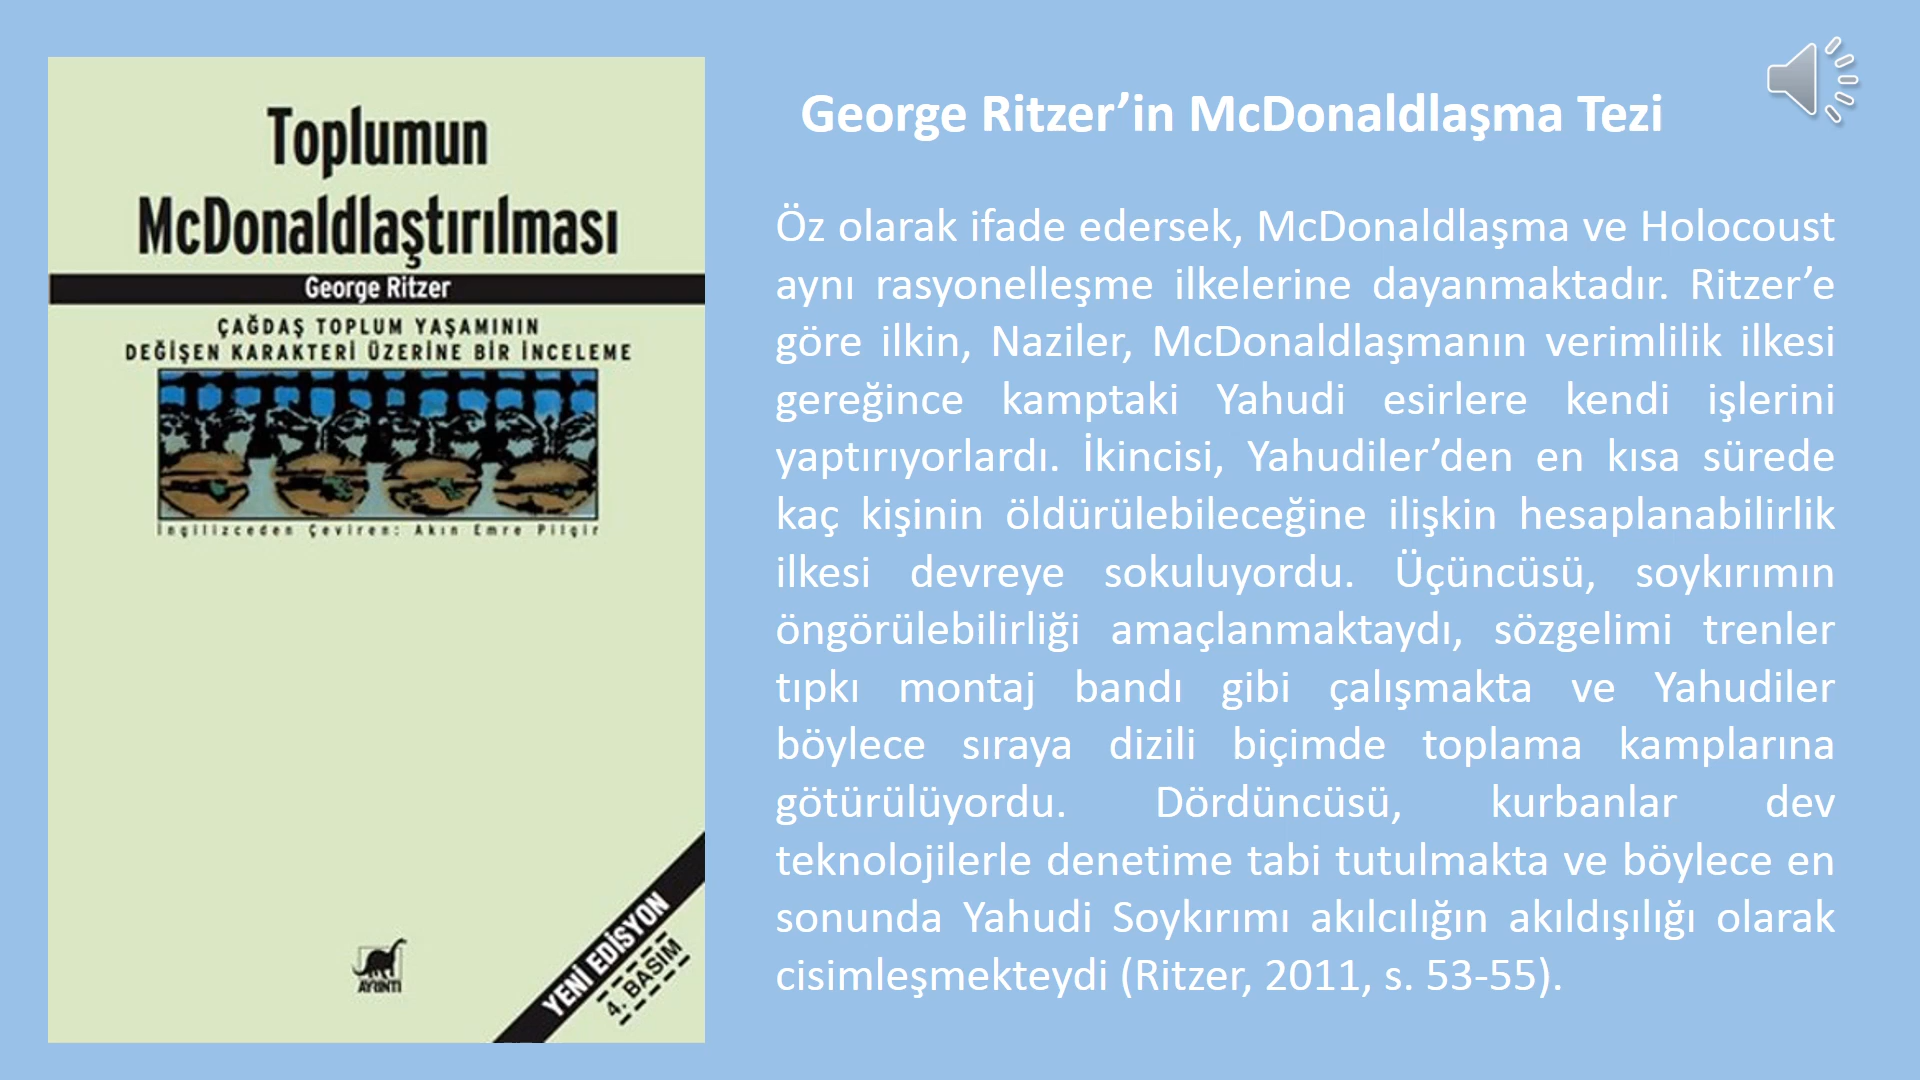 Toplumun
McDonaldlaştırılması
George Ritzer
ÇAĞDAŞ TOPLUM YAŞAMININ
DEĞİŞEN KARAKTERİ ÜZERİNE BİR İNCELEME
İngilizceden Çeviren: Akın Emre Pilgir
AYRINTI
YENİ EDİSYON
4. BASIM
George Ritzer’in McDonaldlaşma Tezi
Öz olarak ifade edersek, McDonaldlaşma ve Holocoust
aynı rasyonelleşme ilkelerine dayanmaktadır. Ritzer’e
göre ilkin, Naziler, McDonaldlaşmanın verimlilik ilkesi
gereğince kamptaki Yahudi esirlere kendi işlerini
yaptırıyorlardı. İkincisi, Yahudiler’den en kısa sürede
kaç kişinin öldürülebileceğine ilişkin hesaplanabilirlik
ilkesi devreye sokuluyordu. Üçüncüsü, soykırımın
öngörülebilirliği amaçlanmaktaydı, sözgelimi trenler
tıpkı montaj bandı gibi çalışmakta ve Yahudiler
böylece sıraya dizili biçimde toplama kamplarına
götürülüyordu. Dördüncüsü, kurbanlar dev
teknolojilerle denetime tabi tutulmakta ve böylece en
sonunda Yahudi Soykırımı akılcılığın akıldışılığı olarak
cisimleşmekteydi (Ritzer, 2011, s. 53-55).